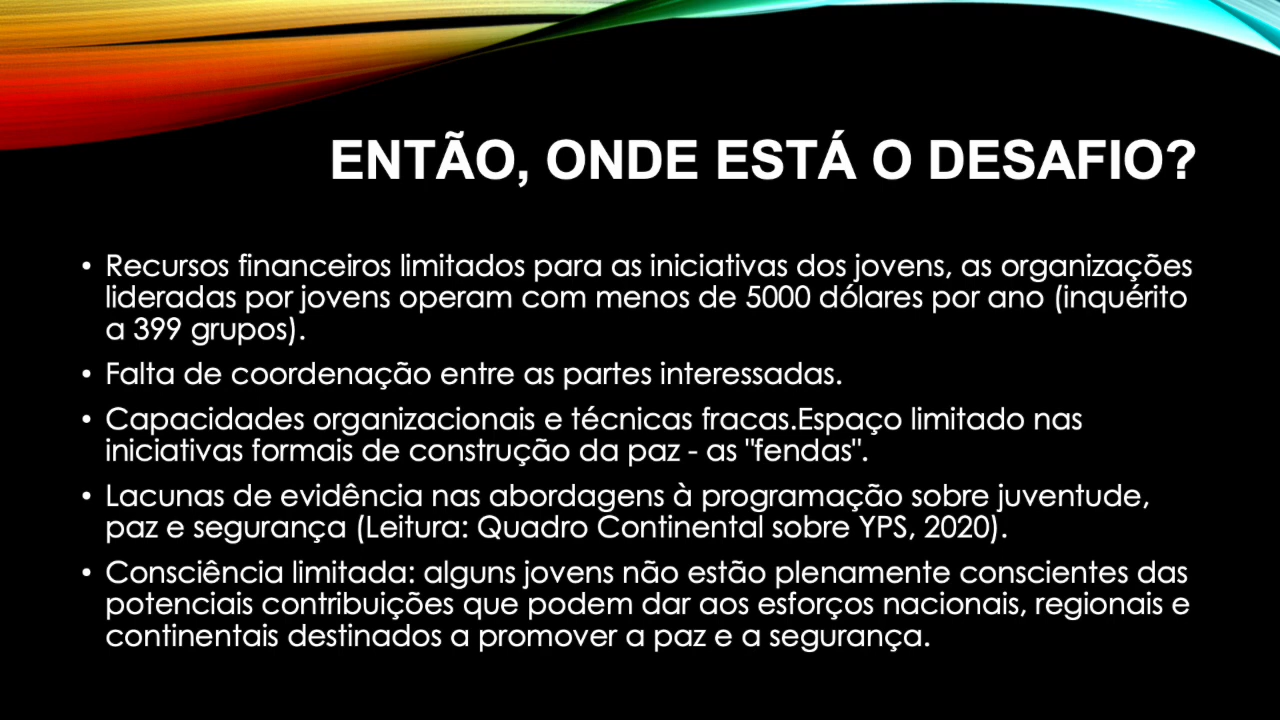 ENTÃO, ONDE ESTÁ O DESAFIO?
• Recursos financeiros limitados para as iniciativas dos jovens, as organizações
lideradas por jovens operam com menos de 5000 dólares por ano (inquérito
a 399 grupos).
• Falta de coordenação entre as partes interessadas.
• Capacidades organizacionais e técnicas fracas.Espaço limitado nas
iniciativas formais de construção da paz - as "fendas".
• Lacunas de evidência nas abordagens à programação sobre juventude,
paz e segurança (Leitura: Quadro Continental sobre YPS, 2020).
• Consciência limitada: alguns jovens não estão plenamente conscientes das
potenciais contribuições que podem dar aos esforços nacionais, regionais e
continentais destinados a promover a paz e a segurança.